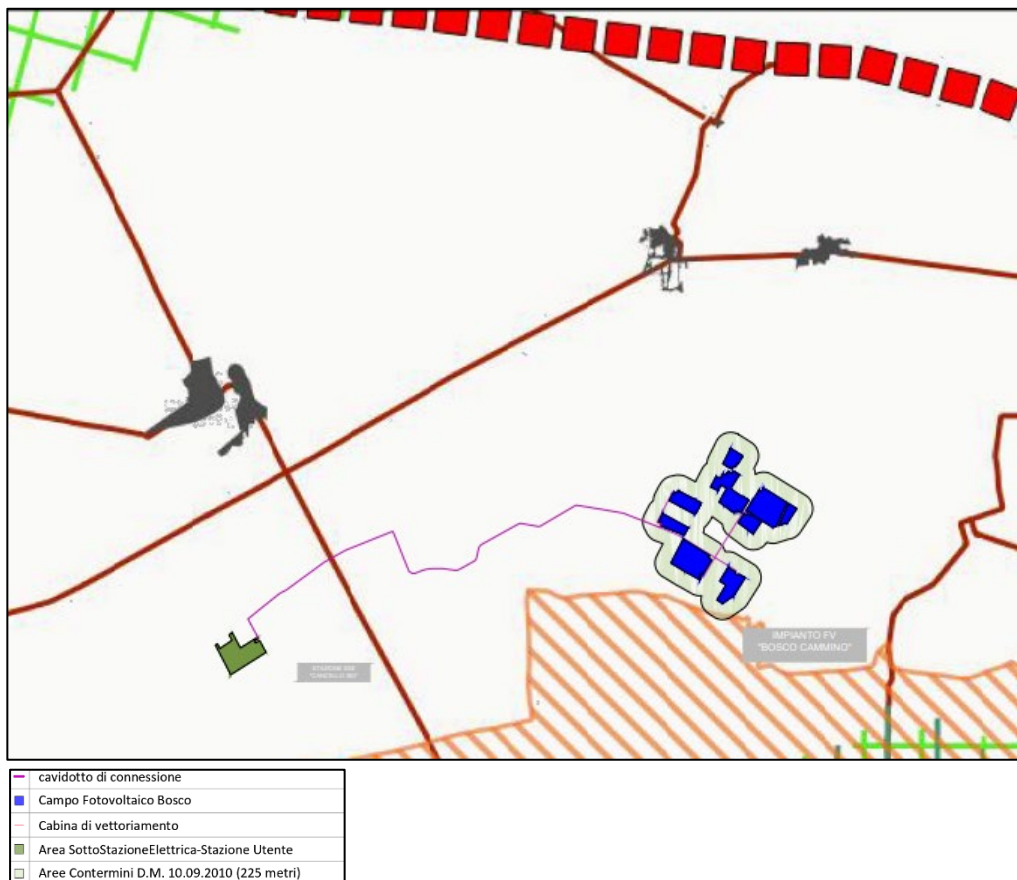 IMPIANTO FV
"BOSCO CAMMINO"
cavidotto di connessione
Campo Fotovoltaico Bosco
Cabina di vettoriamento
Area SottoStazioneElettrica-Stazione Utente
Aree Contermini D.M. 10.09.2010 (225 metri)